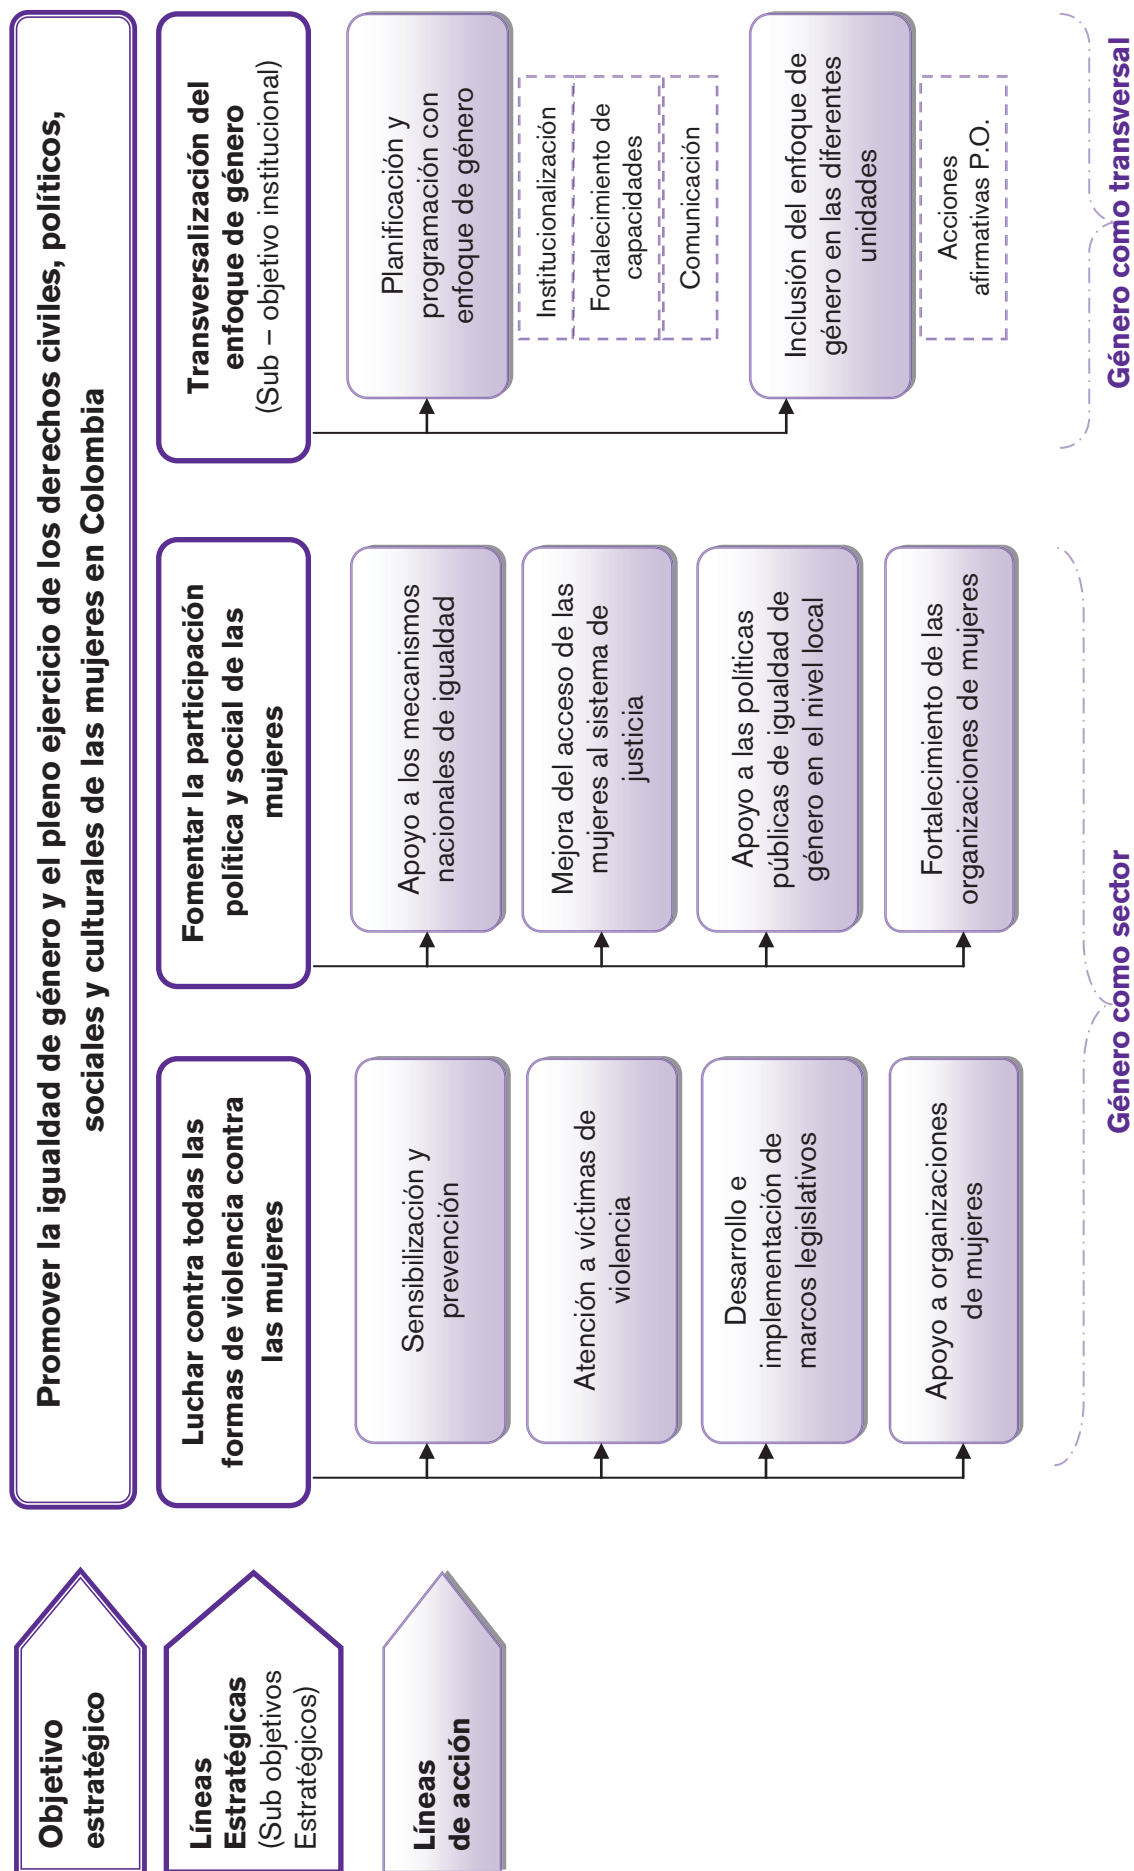 Objetivo
estratégico
Promover la igualdad de género y el pleno ejercicio de los derechos civiles, políticos,
sociales y culturales de las mujeres en Colombia
Líneas
Estratégicas
(Sub objetivos
Estratégicos)
Luchar contra todas las
formas de violencia contra
las mujeres
Fomentar la participación
política y social de las
mujeres
Transversalización del
enfoque de género
(Sub – objetivo institucional)
Líneas
de acción
Sensibilización y
prevención
Atención a víctimas de
violencia
Desarrollo e
implementación de
marcos legislativos
Apoyo a organizaciones
de mujeres
Apoyo a los mecanismos
nacionales de igualdad
Mejora del acceso de las
mujeres al sistema de
justicia
Apoyo a las políticas
públicas de igualdad de
género en el nivel local
Fortalecimiento de las
organizaciones de mujeres
Planificación y
programación con
enfoque de género
Institucionalización
Fortalecimiento de
capacidades
Comunicación
Inclusión del enfoque de
género en las diferentes
unidades
Acciones
afirmativas P.O.
Género como sector
Género como transversal